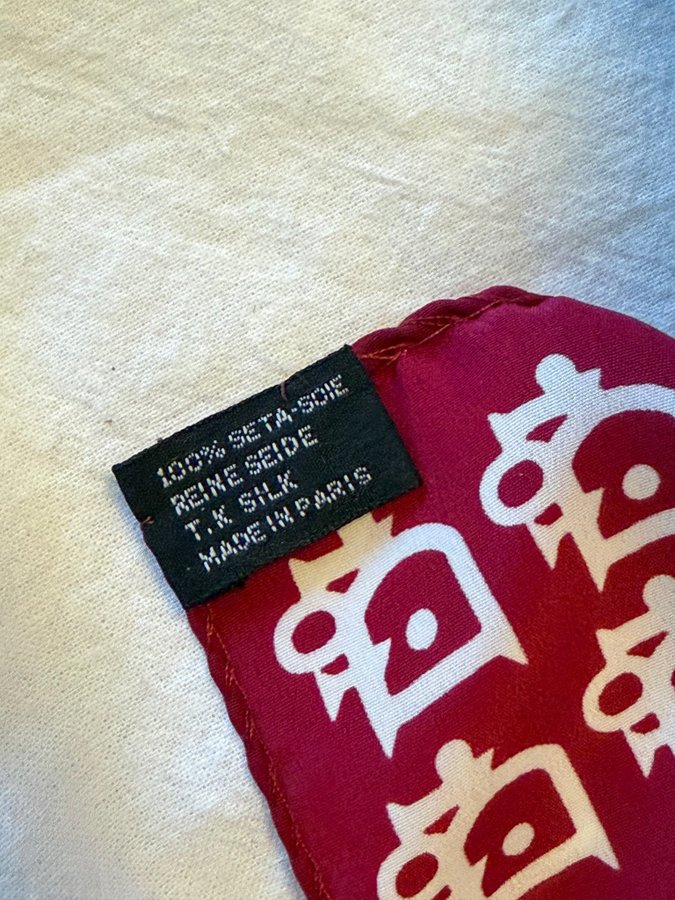 100% SETA-SOIE
REINE SEIDE
T.K SILK
MADE IN PARIS